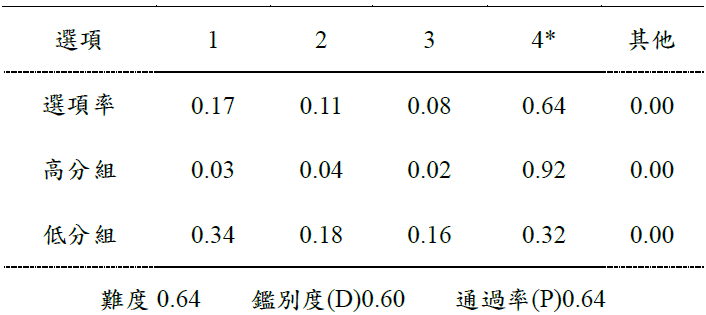 選項 1 2 3 4* 其他
選項率 0.17 0.11 0.08 0.64 0.00
高分組 0.03 0.04 0.02 0.92 0.00
低分組 0.34 0.18 0.16 0.32 0.00
難度 0.64 鑑別度(D)0.60 通過率(P)0.64